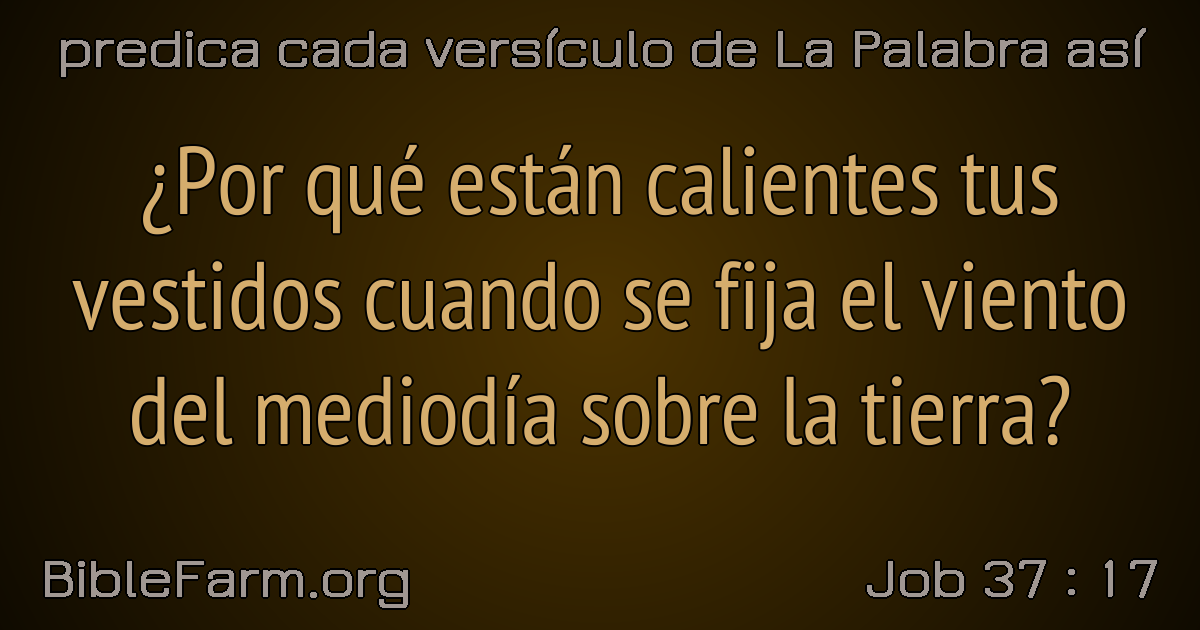 predica cada versículo de La Palabra así
¿Por qué están calientes tus
vestidos cuando se fija el viento
del mediodía sobre la tierra?
BibleFarm.org
Job 37 : 17